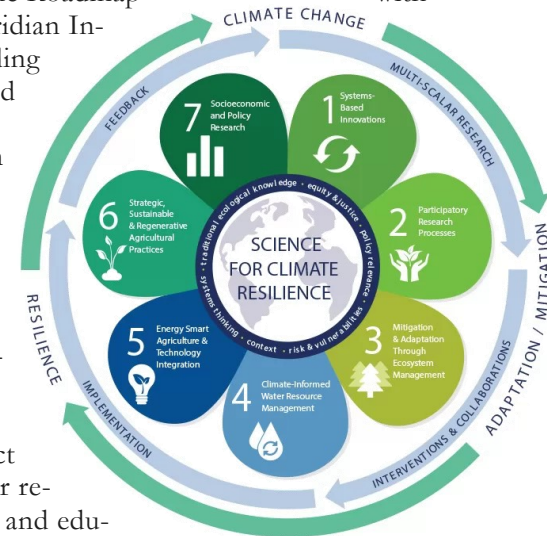 ic Roadmap
with
ridian In-
ling
d
n
-
ct
r re-
and edu-
CLIMATE CHANGE
ADAPTATION / MITIGATION
RESILIENCE
FEEDBACK
MULTI-SCALAR RESEARCH
INTERVENTIONS & COLLABORATIONS
IMPLEMENTATION
1 Systems-
Based
Innovations
2 Participatory
Research
Processes
3 Mitigation
& Adaptation
Through
Ecosystem
Management
4 Climate-Informed
Water Resource
Management
5 Energy Smart
Agriculture &
Technology
Integration
6 Strategic,
Sustainable
& Regenerative
Agricultural
Practices
7 Socioeconomic
and Policy
Research
SCIENCE
FOR CLIMATE
RESILIENCE
traditional ecological knowledge • equity & justice • policy relevance • risk & vulnerabilities • context • systems thinking •